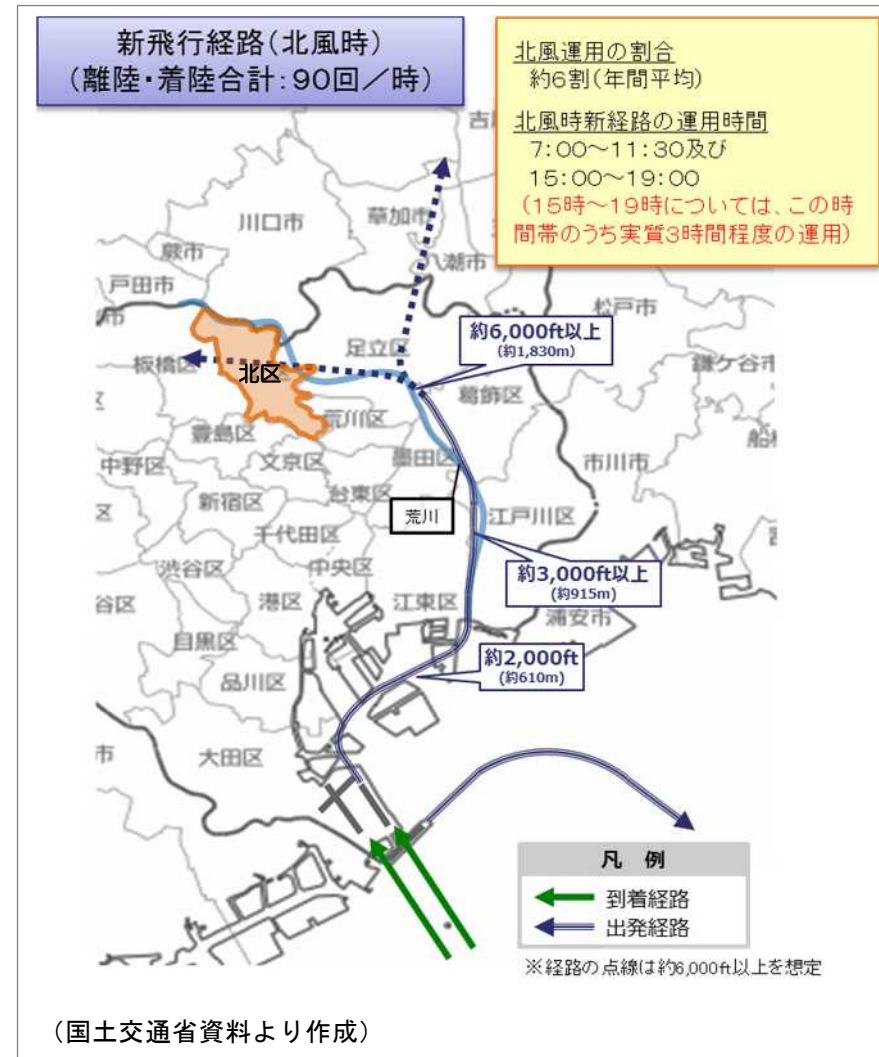 新飛行経路(北風時)
(離陸・着陸合計:90回/時)
北風運用の割合
約6割(年間平均)
北風時新経路の運用時間
7:00～11:30及び
15:00～19:00
(15時～19時については、この時
間帯のうち実質3時間程度の運用)
川口市
草加市
蕨市
八潮市
戸田市
松戸市
約6,000ft以上
(約1,830m)
足立区
板橋区
北区
鎌ケ谷市
葛飾区
荒川区
豊島区
文京区
墨田区
中野区
市川市
新宿区
台東区
荒川
江戸川区
千代田区
渋谷区
中央区
約3,000ft以上
(約915m)
港区
江東区
浦安市
目黒区
約2,000ft
(約610m)
品川区
大田区
凡 例
到着経路
出発経路
※経路の点線は約6,000ft以上を想定
(国土交通省資料より作成)